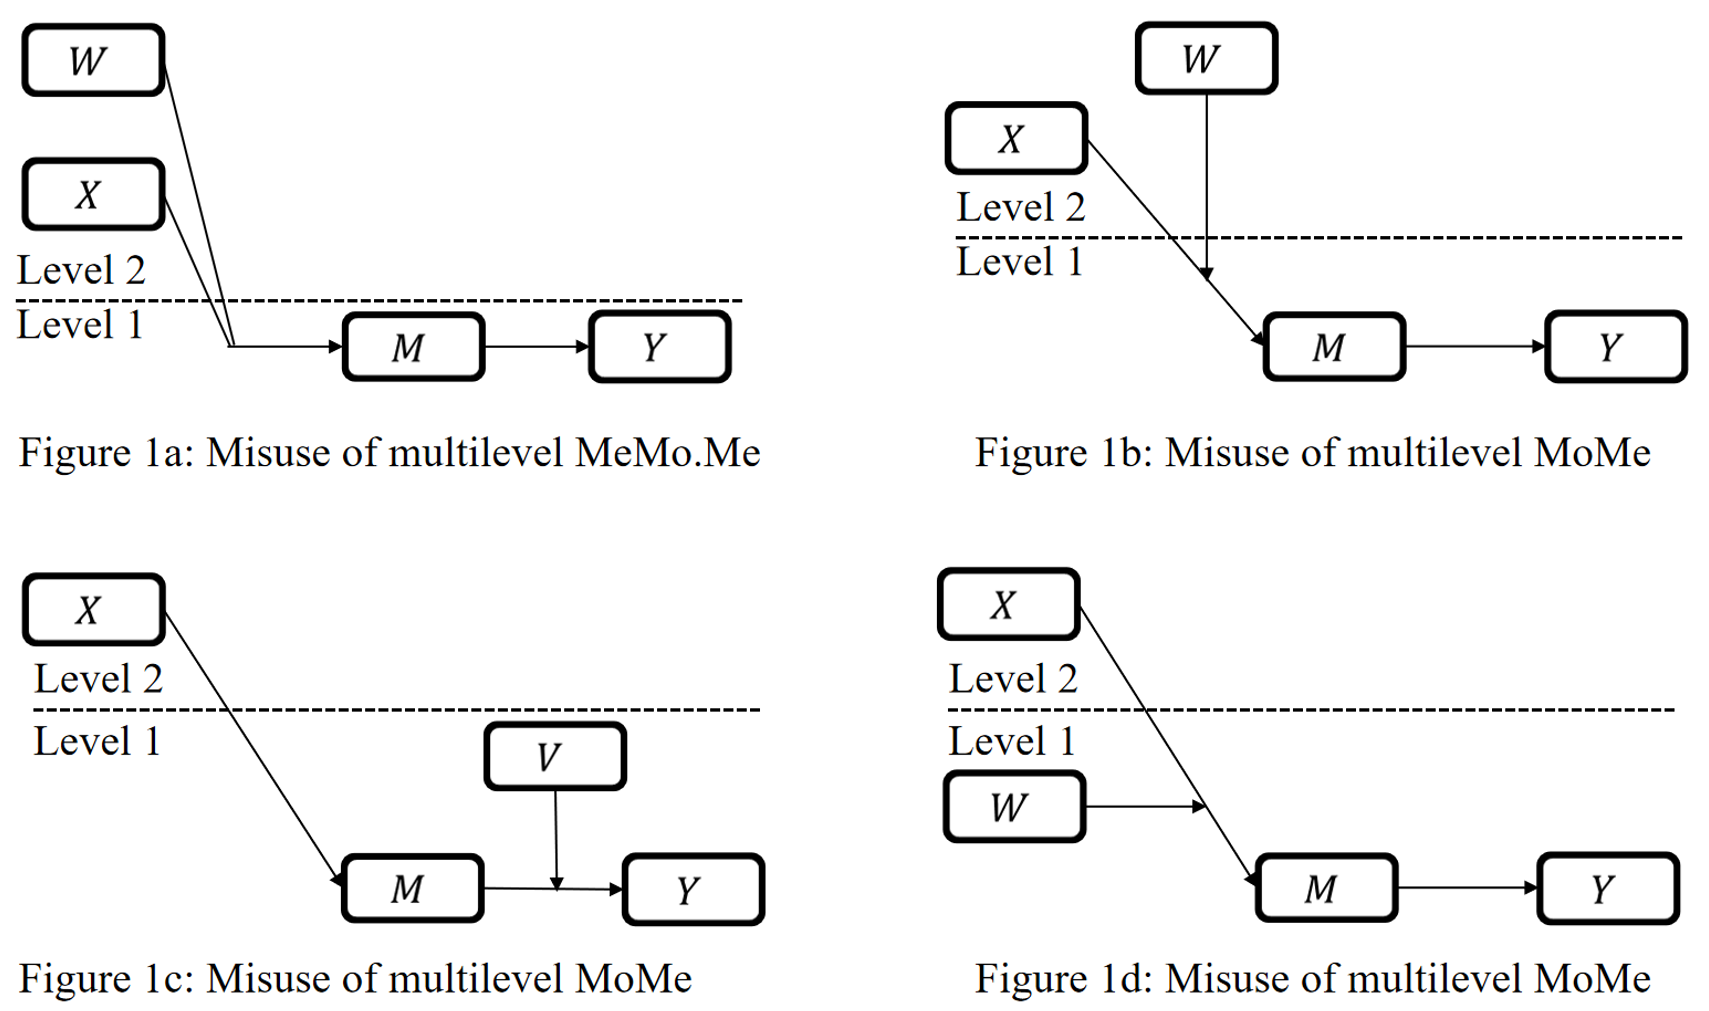 W
X
Level 2
Level 1
M
Y
Figure 1a: Misuse of multilevel MeMo.Me
W
X
Level 2
Level 1
M
Y
Figure 1b: Misuse of multilevel MoMe
X
Level 2
Level 1
V
M
Y
Figure 1c: Misuse of multilevel MoMe
X
Level 2
Level 1
W
M
Y
Figure 1d: Misuse of multilevel MoMe